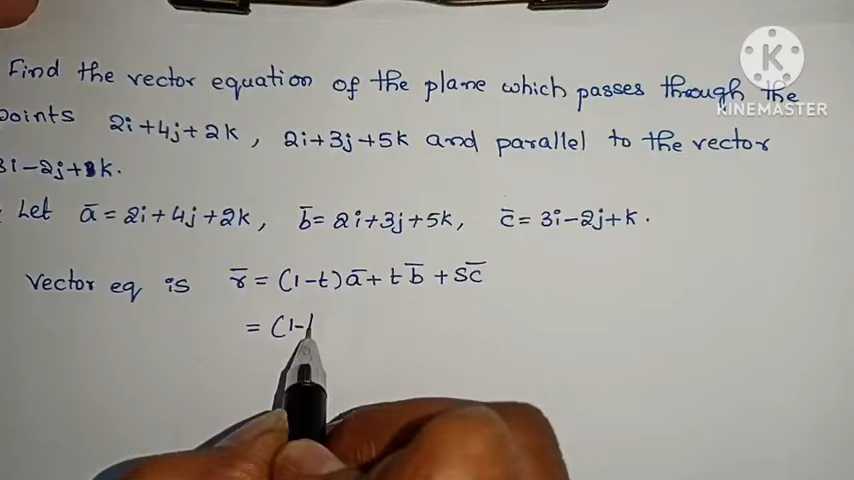 Find the vector equation of the plane which passes through the
points 2i+4j+2k, 2i+3j+5k and parallel to the vector
3i-2j+k.
Let a̅ = 2i+4j+2k, b̅ = 2i+3j+5k, c̅ = 3i-2j+k.
Vector eq is r̅ = (1-t)a̅ + t b̅ + s c̅
= (1-
K
KINEMASTER